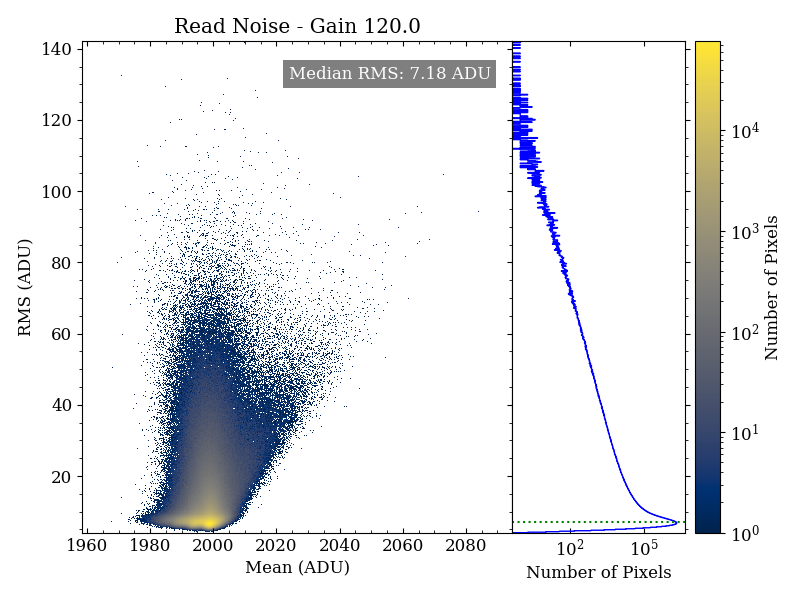 Read Noise - Gain 120.0
Median RMS: 7.18 ADU
RMS (ADU)
140
120
100
80
60
40
20
1960 1980 2000 2020 2040 2060 2080
Mean (ADU)
10^2 10^5
Number of Pixels
10^4
10^3
10^2
10^1
10^0
Number of Pixels